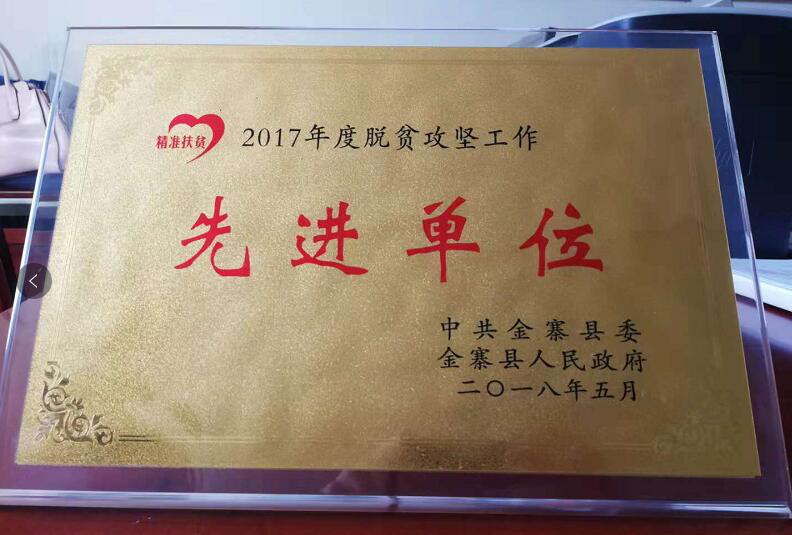 精准扶贫
2017年度脱贫攻坚工作
先进单位
中共金寨县委
金寨县人民政府
二〇一八年五月